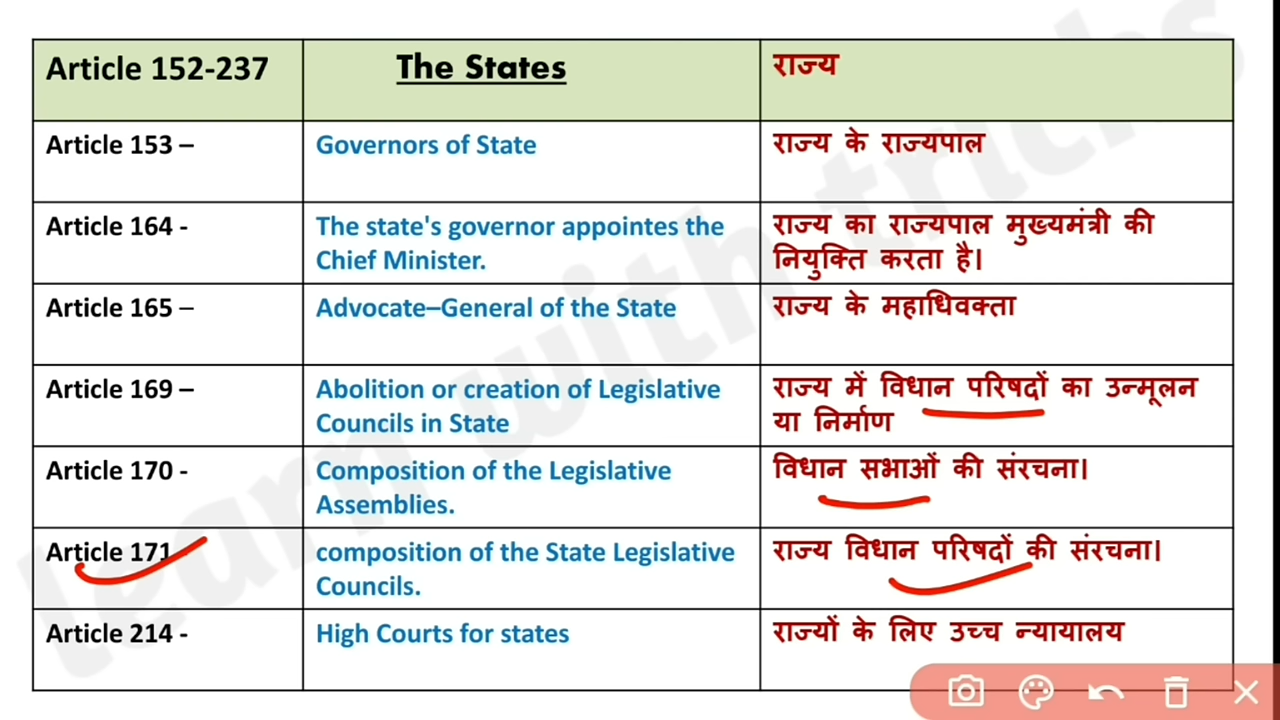 Article 152-237
The States
राज्य
Article 153 –
Governors of State
राज्य के राज्यपाल
Article 164 -
The state's governor appointes the
Chief Minister.
राज्य का राज्यपाल मुख्यमंत्री की
नियुक्ति करता है।
Article 165 –
Advocate–General of the State
राज्य के महाधिवक्ता
Article 169 –
Abolition or creation of Legislative
Councils in State
राज्य में विधान परिषदों का उन्मूलन
या निर्माण
Article 170 -
Composition of the Legislative
Assemblies.
विधान सभाओं की संरचना।
Article 171
composition of the State Legislative
Councils.
राज्य विधान परिषदों की संरचना।
Article 214 -
High Courts for states
राज्यों के लिए उच्च न्यायालय
learn with tricks